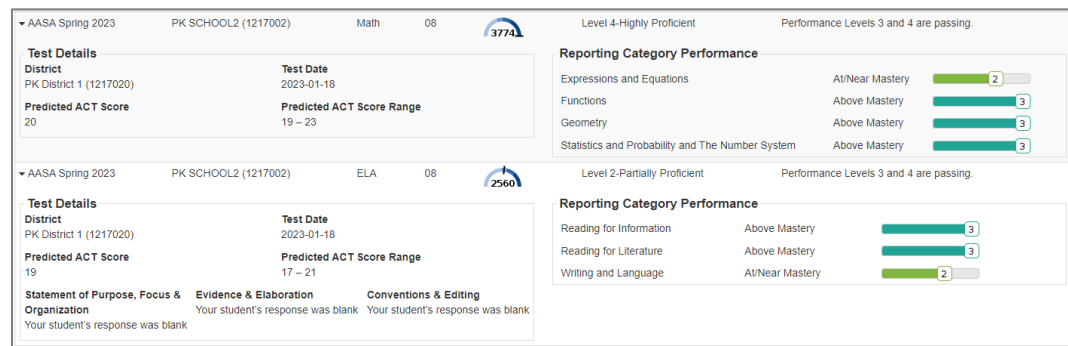 AASA Spring 2023 PK SCHOOL2 (1217002) Math 08 3774 Level 4-Highly Proficient Performance Levels 3 and 4 are passing.
Test Details
District Test Date
PK District 1 (1217020) 2023-01-18
Predicted ACT Score Predicted ACT Score Range
20 19 – 23
Reporting Category Performance
Expressions and Equations At/Near Mastery 2
Functions Above Mastery 3
Geometry Above Mastery 3
Statistics and Probability and The Number System Above Mastery 3
AASA Spring 2023 PK SCHOOL2 (1217002) ELA 08 2560 Level 2-Partially Proficient Performance Levels 3 and 4 are passing.
Test Details
District Test Date
PK District 1 (1217020) 2023-01-18
Predicted ACT Score Predicted ACT Score Range
19 17 – 21
Statement of Purpose, Focus & Evidence & Elaboration Conventions & Editing
Organization Your student's response was blank Your student's response was blank
Your student's response was blank
Reporting Category Performance
Reading for Information Above Mastery 3
Reading for Literature Above Mastery 3
Writing and Language At/Near Mastery 2